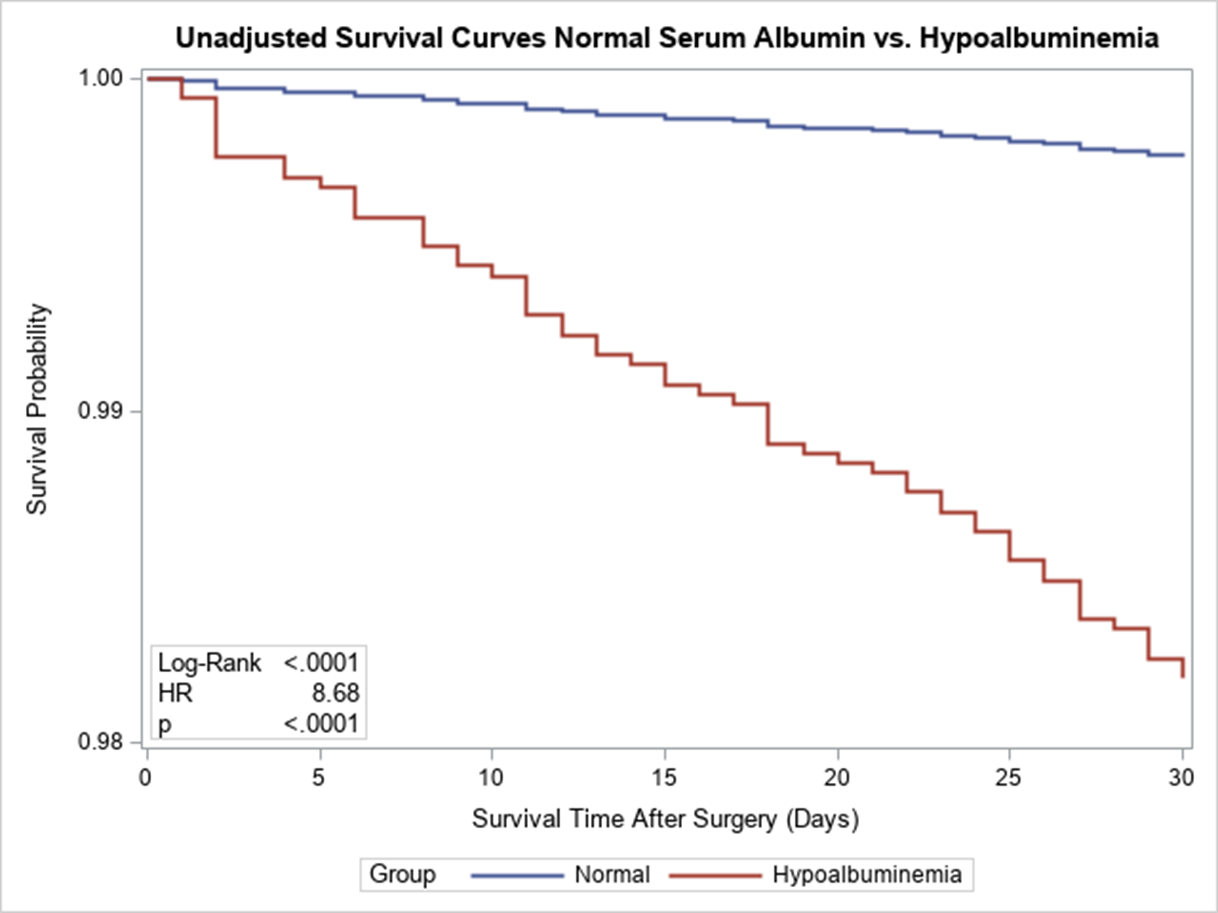 Unadjusted Survival Curves Normal Serum Albumin vs. Hypoalbuminemia
1.00
0.99
0.98
Survival Probability
Log-Rank <.0001
HR 8.68
p <.0001
0 5 10 15 20 25 30
Survival Time After Surgery (Days)
Group Normal Hypoalbuminemia